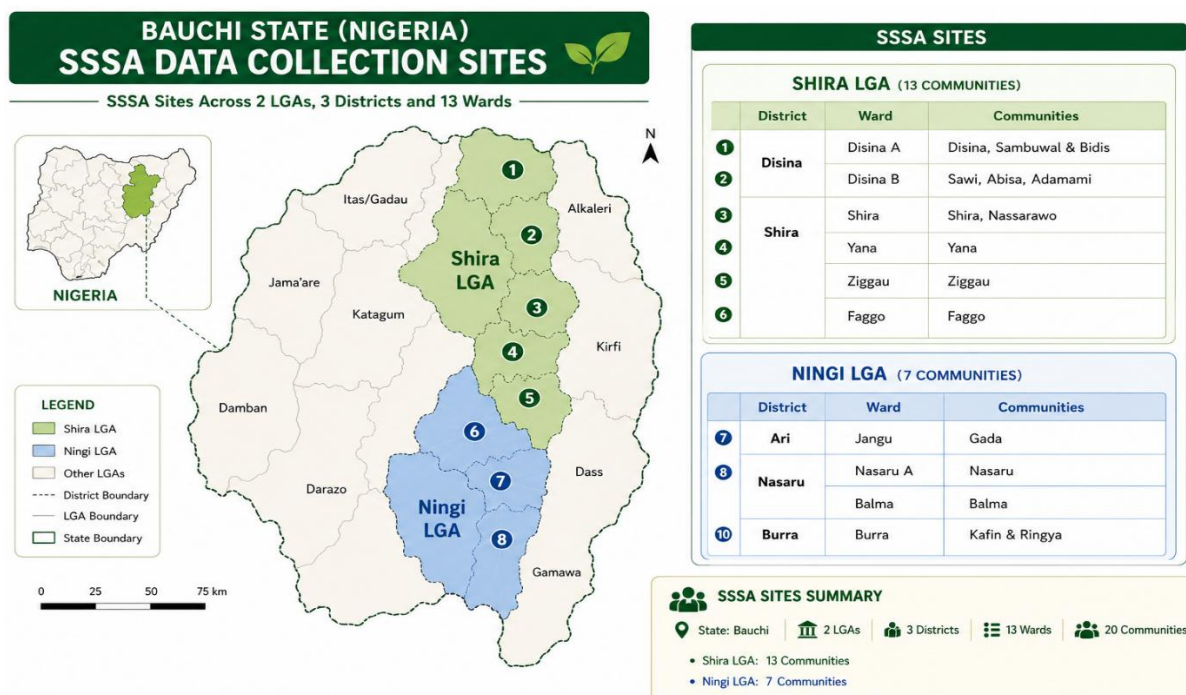 BAUCHI STATE (NIGERIA)
SSSA DATA COLLECTION SITES
SSSA Sites Across 2 LGAs, 3 Districts and 13 Wards
NIGERIA
N
1
Itas/Gadau
Alkaleri
2
Shira
LGA
Jama'are
3
Katagum
4
Kirfi
5
Damban
6
Dass
7
Darazo
Ningi
LGA
8
Gamawa
LEGEND
Shira LGA
Ningi LGA
Other LGAs
District Boundary
LGA Boundary
State Boundary
0 25 50 75 km
SSSA SITES
SHIRA LGA (13 COMMUNITIES)
District Ward Communities
1 Disina Disina A Disina, Sambuwal & Bidis
2 Disina B Sawi, Abisa, Adamami
3 Shira Shira Shira, Nassarawo
4 Yana Yana
5 Ziggau Ziggau
6 Faggo Faggo
NINGI LGA (7 COMMUNITIES)
District Ward Communities
7 Ari Jangu Gada
8 Nasaru Nasaru A Nasaru
Balma Balma
10 Burra Burra Kafin & Ringya
SSSA SITES SUMMARY
State: Bauchi 2 LGAs 3 Districts 13 Wards 20 Communities
• Shira LGA: 13 Communities
• Ningi LGA: 7 Communities